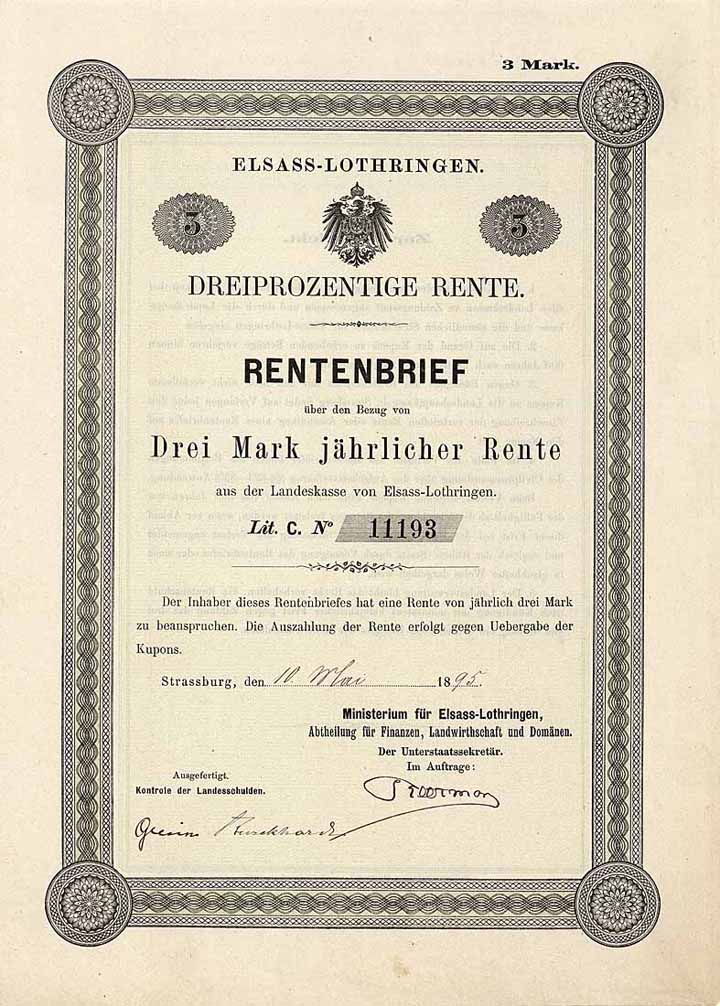 3 Mark.
ELSASS-LOTHRINGEN.
3 3
DREIPROZENTIGE RENTE.
RENTENBRIEF
über den Bezug von
Drei Mark jährlicher Rente
aus der Landeskasse von Elsass-Lothringen.
Lit. C. No 11193
Der Inhaber dieses Rentenbriefes hat eine Rente von jährlich drei Mark
zu beanspruchen. Die Auszahlung der Rente erfolgt gegen Uebergabe der
Kupons.
Strassburg, den 10. Mai 1895.
Ministerium für Elsass-Lothringen,
Abtheilung für Finanzen, Landwirthschaft und Domänen.
Der Unterstaatssekretär.
Im Auftrage:
Ausgefertigt.
Kontrole der Landesschulden.